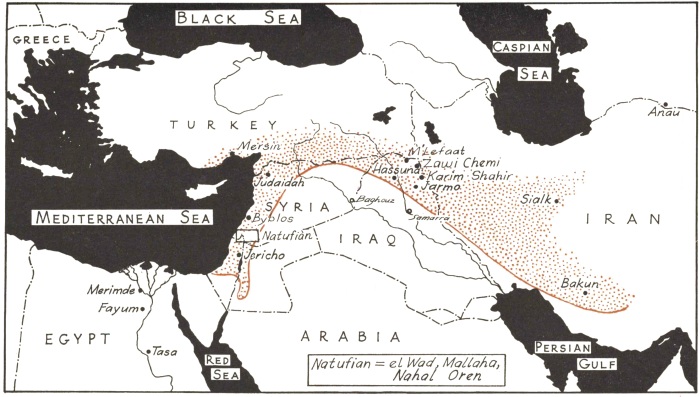 BLACK SEA
GREECE
CASPIAN
SEA
Anau
TURKEY
Mersin
M'Lefaat
Zawi Chemi
Hassuna
Karim Shahir
Jarmo
Judaidah
Sialk
SYRIA
Baghouz
Samarra
MEDITERRANEAN SEA
Byblos
IRAN
Natufian
IRAQ
Jericho
Merimde
Bakun
Fayum
EGYPT
ARABIA
Tasa
RED
SEA
PERSIAN
GULF
Natufian = el Wad, Mallaha,
Nahal Oren